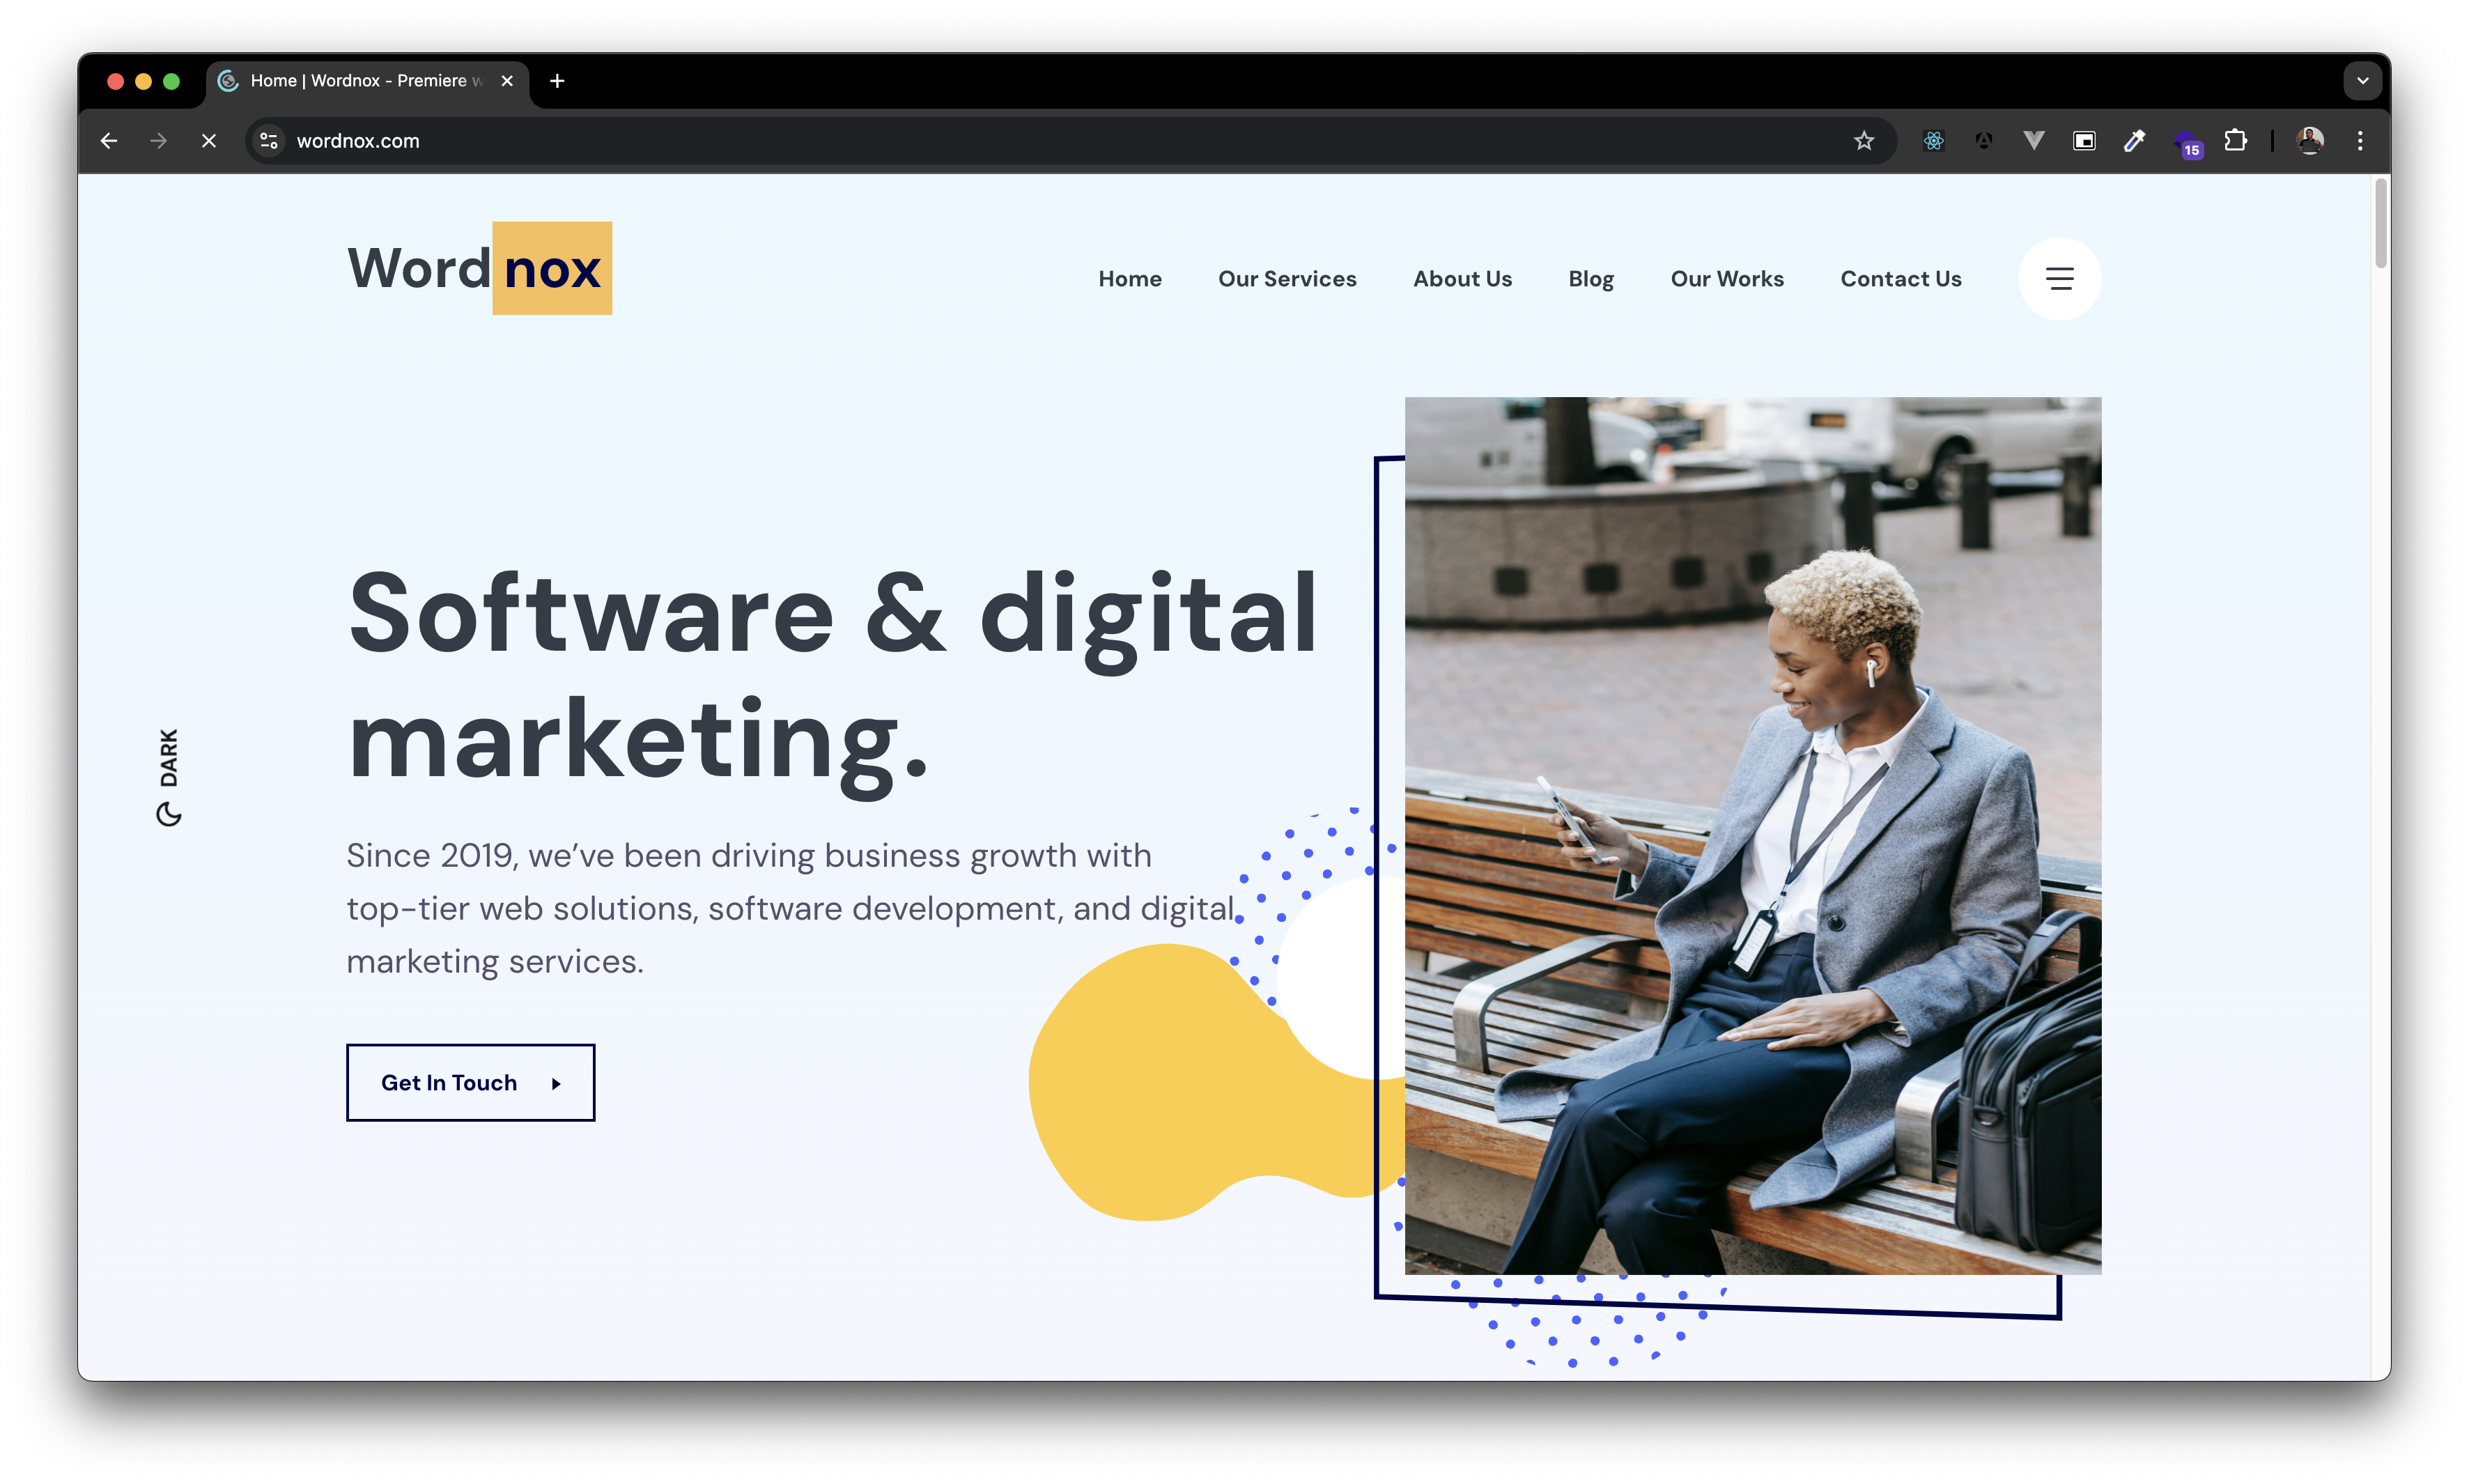 Home | Wordnox - Premiere w
wordnox.com
15
Wordnox
Home Our Services About Us Blog Our Works Contact Us
Software & digital
marketing.
DARK
Since 2019, we’ve been driving business growth with
top-tier web solutions, software development, and digital
marketing services.
Get In Touch